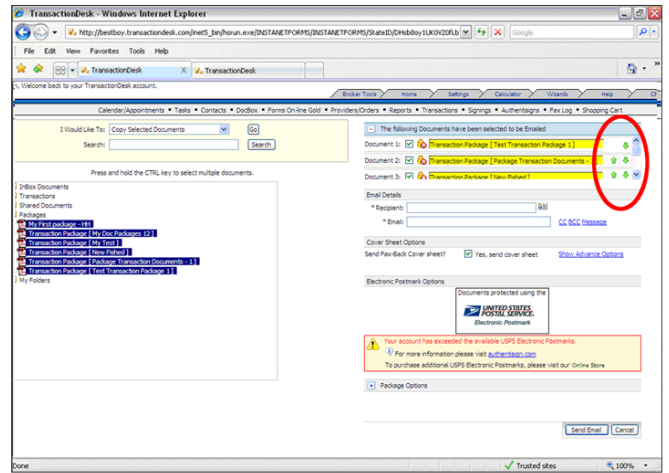 TransactionDesk - Windows Internet Explorer
http://bestboy.transactiondesk.com/inet5_bin/hsrun.exe/INSTANETFORMS/INSTANETFORMS/StateID/
Google
File Edit View Favorites Tools Help
TransactionDesk X TransactionDesk
Welcome back to your TransactionDesk account.
Broker Tools Home Settings Calculator Wizards Help
Calendar/Appointments • Tasks • Contacts • DocBox • Forms On-line Gold • Providers/Orders • Reports • Transactions • Signings • Authentisigns • Fax Log • Shopping Cart
I Would Like To: Copy Selected Documents Go
Search: Search
Press and hold the CTRL key to select multiple documents.
InBox Documents
Transactions
Shared Documents
Packages
My First package - HH
Transaction Package [ My Doc Packages 12 ]
Transaction Package [ My Test ]
Transaction Package [ New Fished ]
Transaction Package [ Package Transaction Documents - 1 ]
Transaction Package [ Test Transaction Package 1 ]
My Folders
The following Documents have been selected to be Emailed
Document 1: Transaction Package [ Test Transaction Package 1 ]
Document 2: Transaction Package [ Package Transaction Documents -
Document 3: Transaction Package [ New Fished ]
Email Details
* Recipent:
* Email: CC BCC Message
Cover Sheet Options
Send Fax-Back Cover sheet? Yes, send cover sheet Show Advance Options
Electronic Postmark Options
Documents protected using the
UNITED STATES
POSTAL SERVICE.
Electronic Postmark
Your account has exceeded the available USPS Electronic Postmarks.
For more information please visit authentisign.com
To purchase additional USPS Electronic Postmarks, please visit our Online Store
Package Options
Send Email Cancel
Done Trusted sites 100%